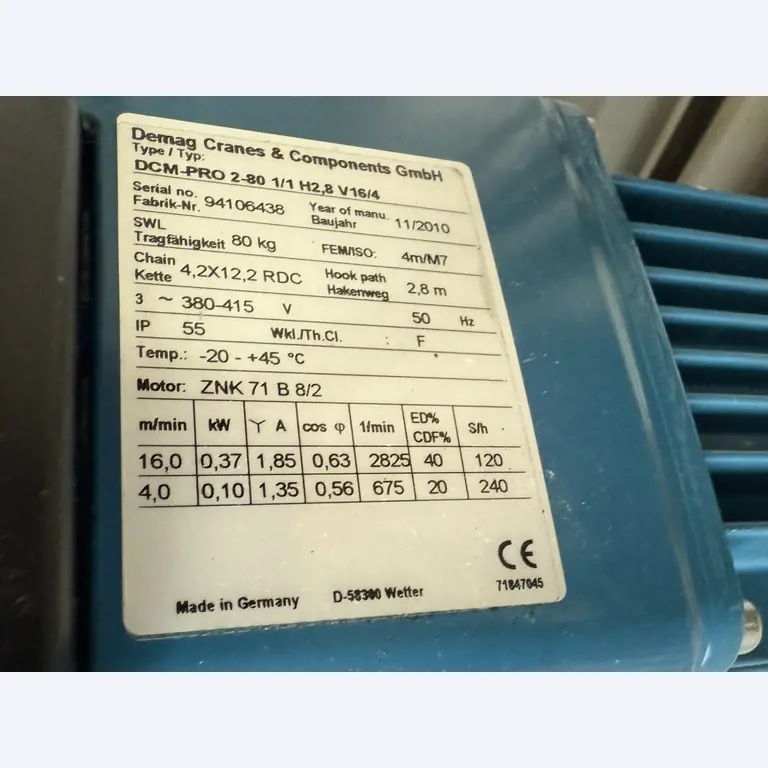 Demag Cranes & Components GmbH
Type / Typ:
DCM-PRO 2-80 1/1 H2,8 V16/4
Serial no. Fabrik-Nr. 94106438 Year of manu. Baujahr 11/2010
SWL Tragfähigkeit 80 kg FEM/ISO: 4m/M7
Chain Kette 4,2X12,2 RDC Hook path Hakenweg 2,8 m
3 ~ 380-415 V 50 Hz
IP 55 Wkl./Th.Cl. : F
Temp.: -20 - +45 °C
Motor: ZNK 71 B 8/2
m/min kW Y A cos φ 1/min ED% CDF% S/h
16,0 0,37 1,85 0,63 2825 40 120
4,0 0,10 1,35 0,56 675 20 240
CE
71847045
Made in Germany D-58300 Wetter